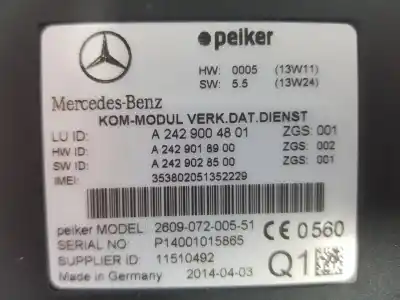 peiker
HW: 0005 (13W11)
SW: 5.5 (13W24)
Mercedes-Benz
KOM-MODUL VERK.DAT.DIENST
LU ID: A 242 900 48 01 ZGS: 001
HW ID: A 242 901 89 00 ZGS: 002
SW ID: A 242 902 85 00 ZGS: 001
IMEI: 353802051352229
peiker MODEL 2609-072-005-51 CE 0560
SERIAL NO P14001015865
SUPPLIER ID 11510492
Made in Germany 2014-04-03 Q1